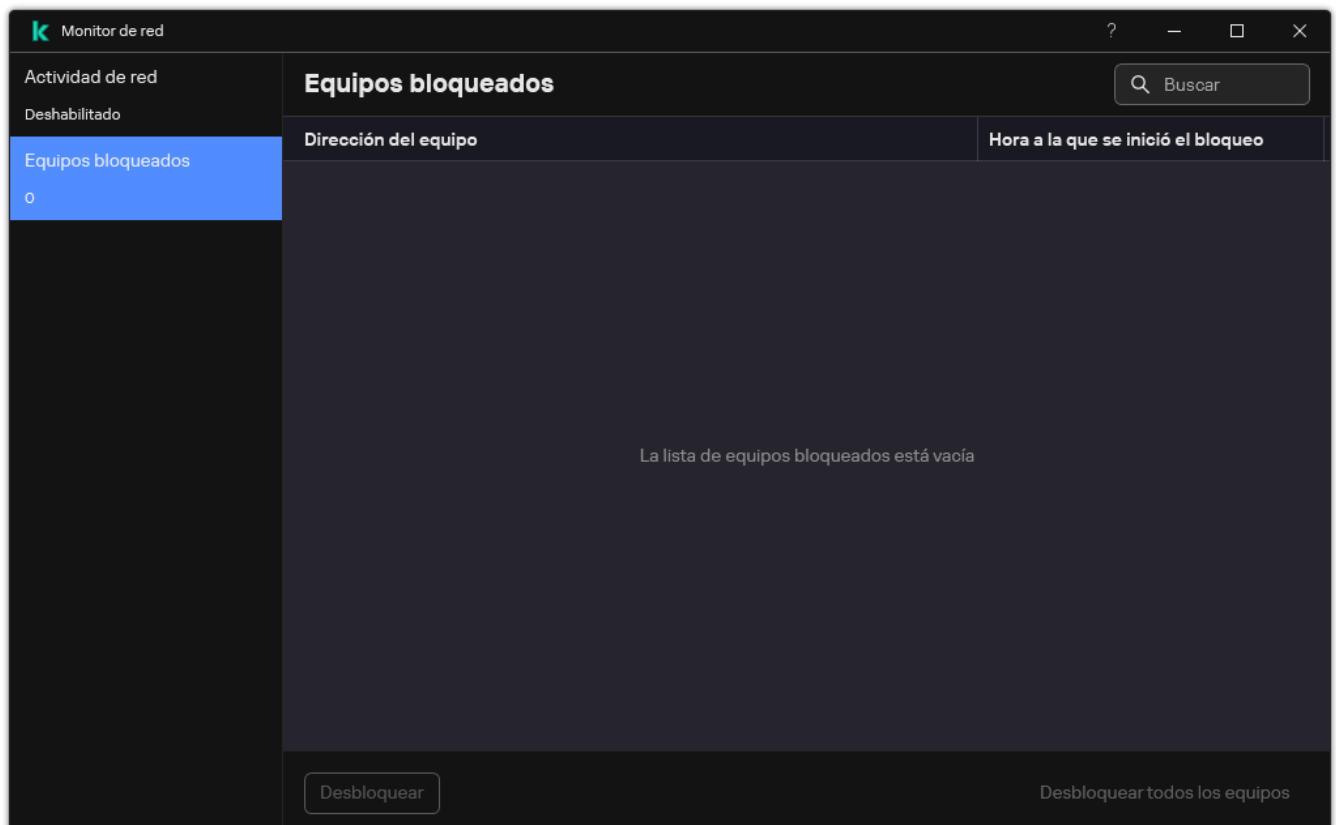 Monitor de red
?
Actividad de red
Deshabilitado
Equipos bloqueados
0
Equipos bloqueados
Buscar
Dirección del equipo
Hora a la que se inició el bloqueo
La lista de equipos bloqueados está vacía
Desbloquear
Desbloquear todos los equipos